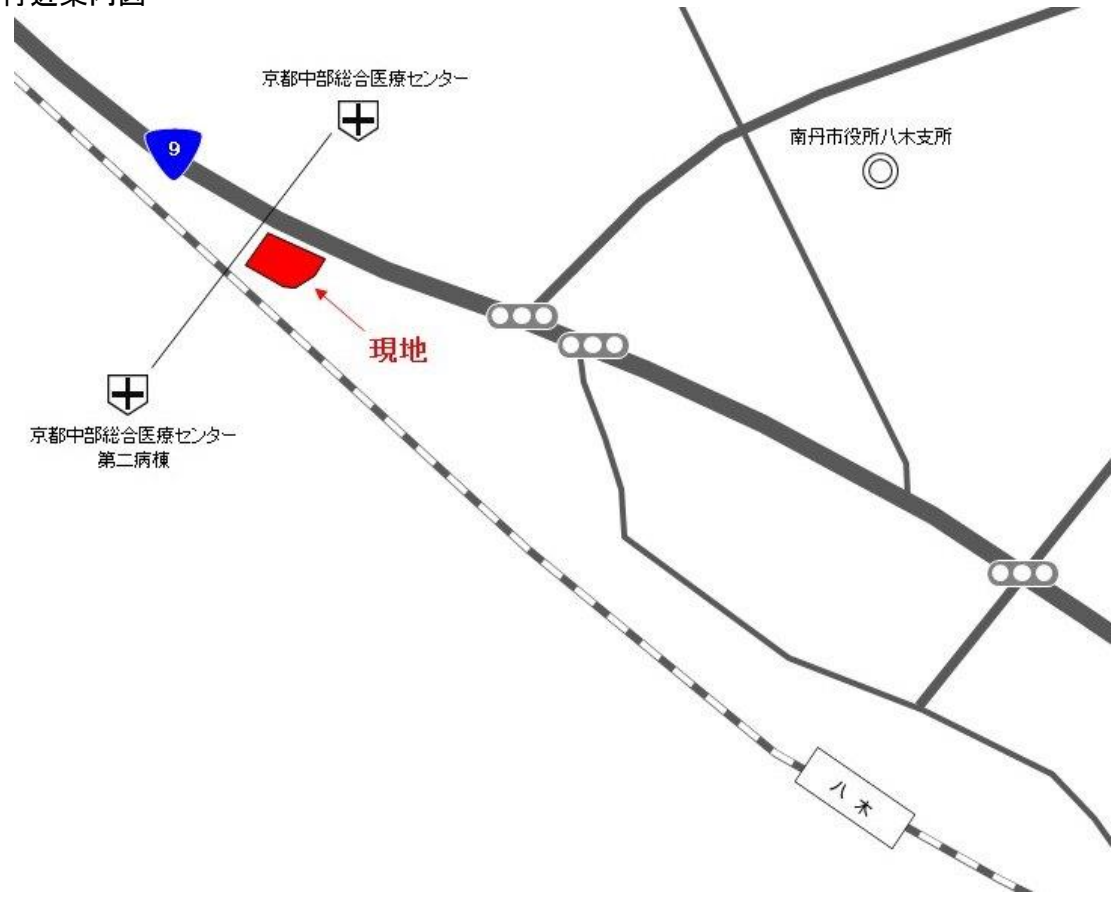 付近案内図
京都中部総合医療センター
9
南丹市役所八木支所
現地
京都中部総合医療センター
第二病棟
八木